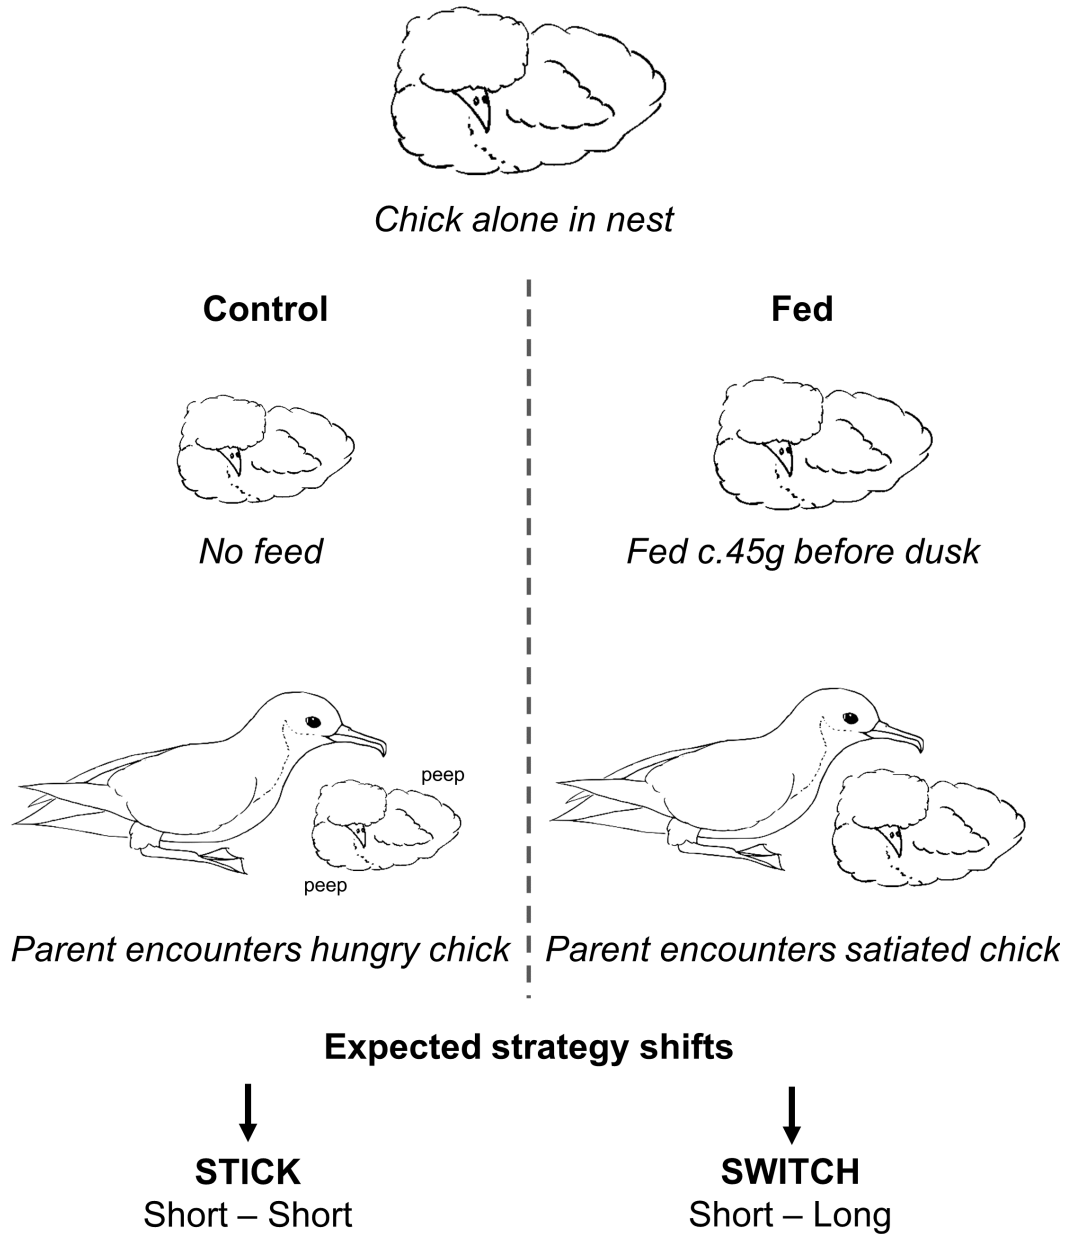 Chick alone in nest
Control
Fed
No feed
Fed c.45g before dusk
peep
peep
Parent encounters hungry chick
Parent encounters satiated chick
Expected strategy shifts
STICK
Short – Short
SWITCH
Short – Long